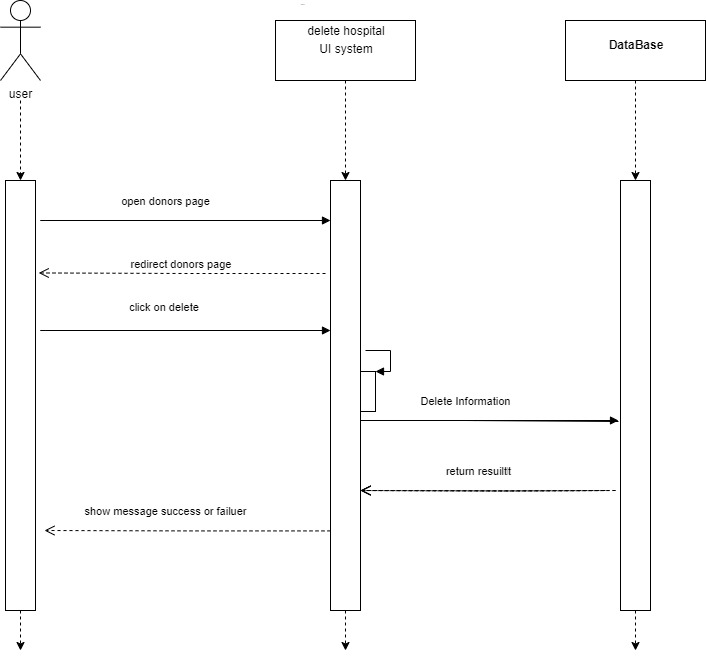 delete hospital
UI system
DataBase
user
open donors page
redirect donors page
click on delete
Delete Information
return resuiltlt
show message success or failuer